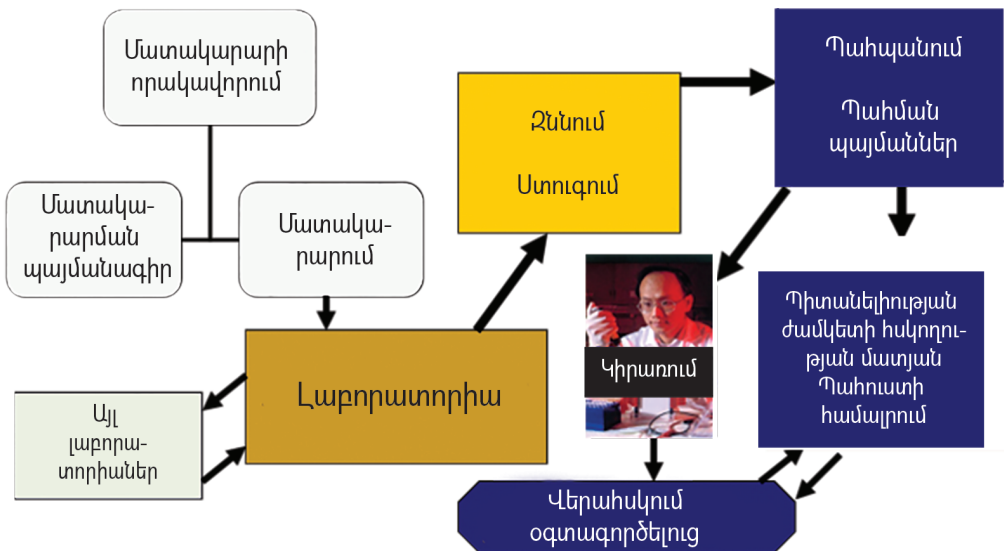 Մատակարարի
որակավորում
Մատակա-
րարման
պայմանագիր
Մատակա-
րարում
Լաբորատորիա
Այլ
լաբորա-
տորիաներ
Զննում
Ստուգում
Պահպանում
Պահման
պայմաններ
Կիրառում
Պիտանելիության
ժամկետի հսկողու-
թյան մատյան
Պահուստի
համալրում
Վերահսկում
օգտագործելուց